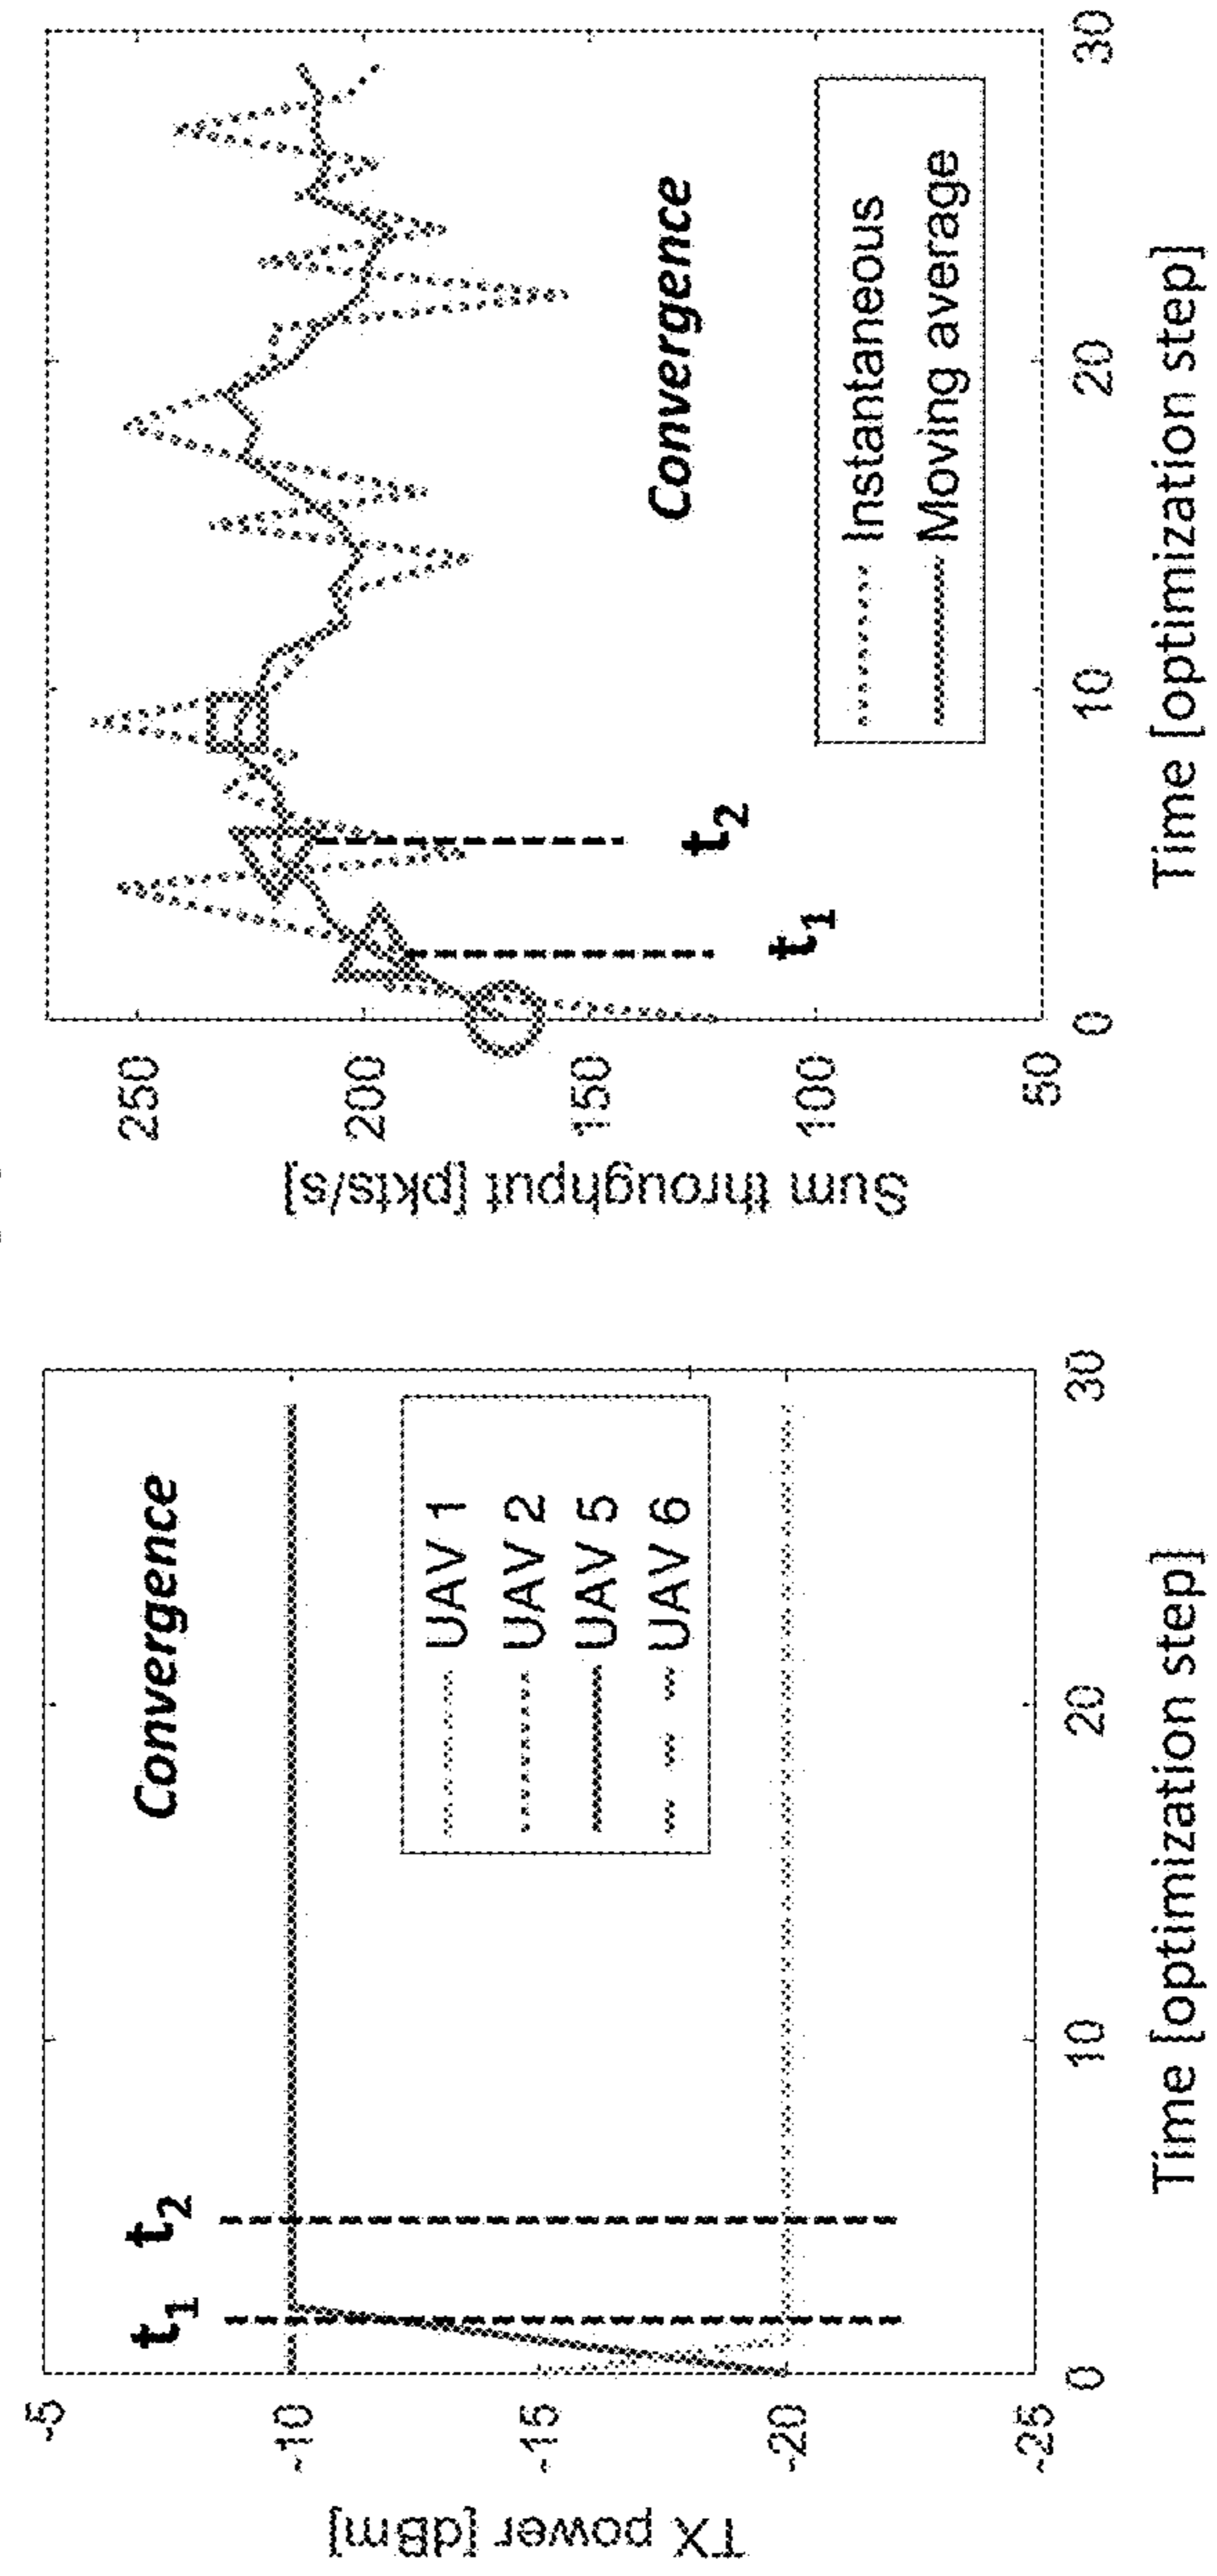 TX power [dBm]
-5
-10
-15
-20
-25
t1
t2
Convergence
UAV 1
UAV 2
UAV 5
UAV 6
0
10
20
30
Time [optimization step]
Sum throughput [pkts/s]
250
200
150
100
50
t1
t2
Convergence
Instantaneous
Moving average
0
10
20
30
Time [optimization step]